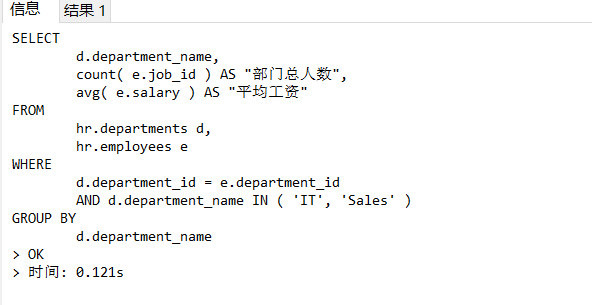 信息 结果 1
SELECT
d.department_name,
count( e.job_id ) AS "部门总人数",
avg( e.salary ) AS "平均工资"
FROM
hr.departments d,
hr.employees e
WHERE
d.department_id = e.department_id
AND d.department_name IN ( 'IT', 'Sales' )
GROUP BY
d.department_name
> OK
> 时间: 0.121s